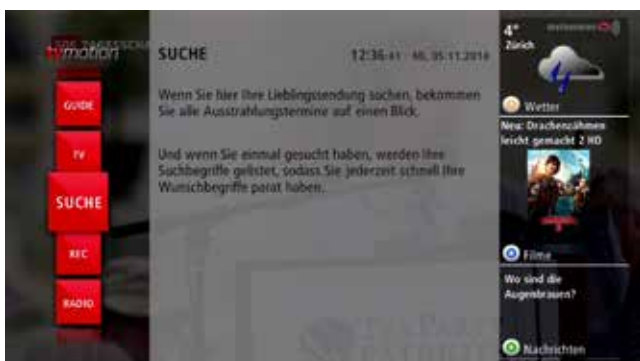 tvmotion
GUIDE
TV
SUCHE
REC
RADIO
SUCHE
12:36:41 Mi, 05.11.2014
Wenn Sie hier Ihre Lieblingssendung suchen, bekommen
Sie alle Ausstrahlungstermine auf einen Blick.
Und wenn Sie einmal gesucht haben, werden Ihre
Suchbegriffe gelistet, sodass Sie jederzeit schnell Ihre
Wunschbegriffe parat haben.
4°
Zürich
Wetter
Neu: Drachenzähmen
leicht gemacht 2 HD
Filme
Wo sind die
Augenbrauen?
Nachrichten